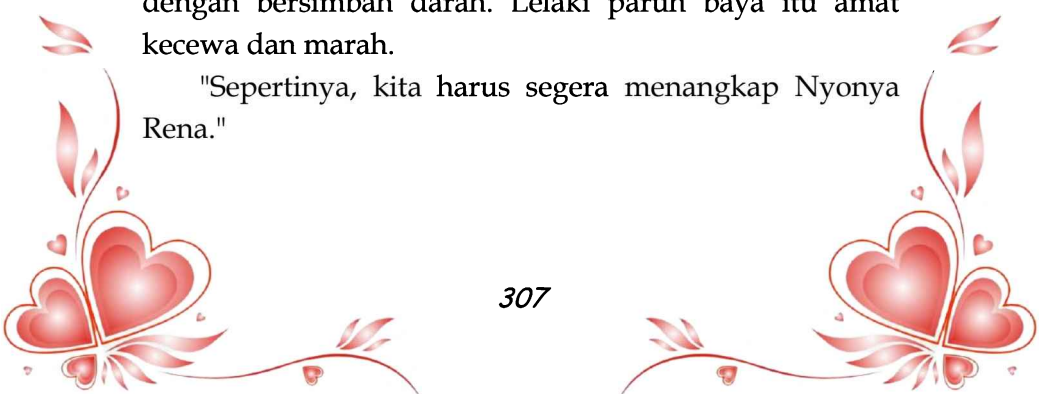 dengan bersimbah darah. Lelaki paruh baya itu amat
kecewa dan marah.
"Sepertinya, kita harus segera menangkap Nyonya
Rena."
307